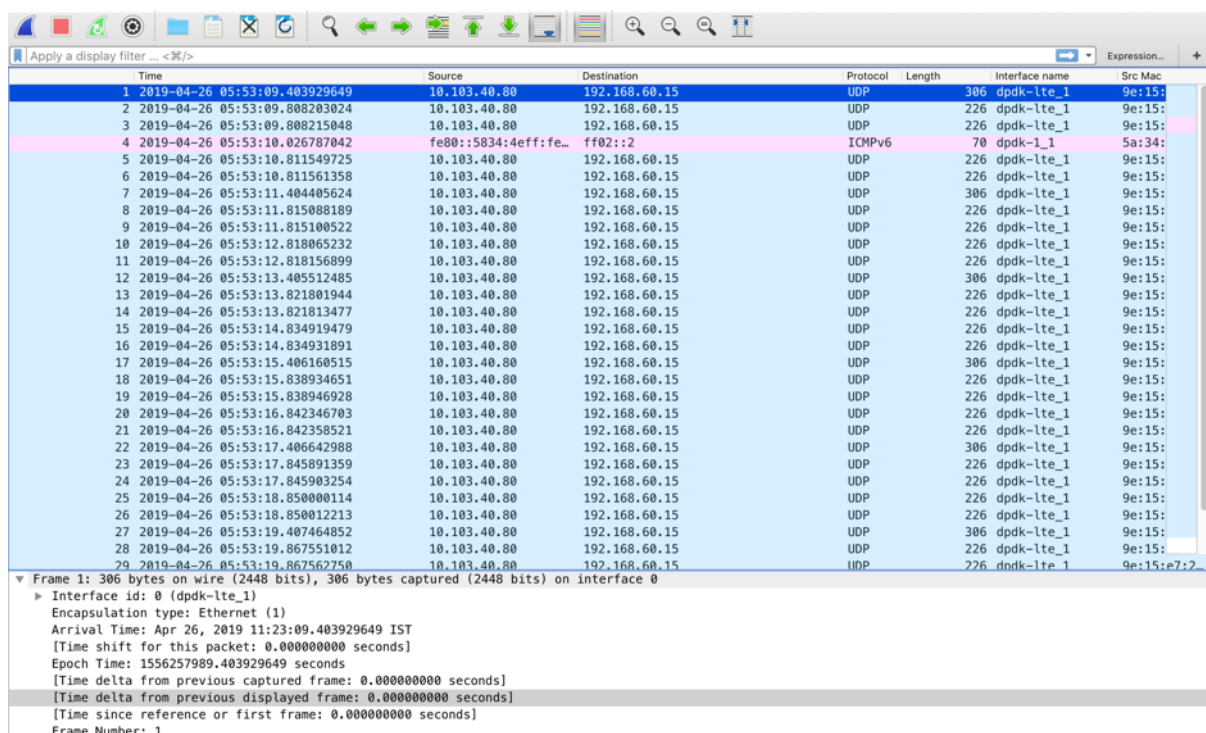 Apply a display filter ... <⌘/> Expression... +
Time Source Destination Protocol Length Interface name Src Mac
1 2019-04-26 05:53:09.403929649 10.103.40.80 192.168.60.15 UDP 306 dpdk-lte_1 9e:15:
2 2019-04-26 05:53:09.808203024 10.103.40.80 192.168.60.15 UDP 226 dpdk-lte_1 9e:15:
3 2019-04-26 05:53:09.808215048 10.103.40.80 192.168.60.15 UDP 226 dpdk-lte_1 9e:15:
4 2019-04-26 05:53:10.026787042 fe80::5834:4eff:fe... ff02::2 ICMPv6 70 dpdk-1_1 5a:34:
5 2019-04-26 05:53:10.811549725 10.103.40.80 192.168.60.15 UDP 226 dpdk-lte_1 9e:15:
6 2019-04-26 05:53:10.811561358 10.103.40.80 192.168.60.15 UDP 226 dpdk-lte_1 9e:15:
7 2019-04-26 05:53:11.404405624 10.103.40.80 192.168.60.15 UDP 306 dpdk-lte_1 9e:15:
8 2019-04-26 05:53:11.815088189 10.103.40.80 192.168.60.15 UDP 226 dpdk-lte_1 9e:15:
9 2019-04-26 05:53:11.815100522 10.103.40.80 192.168.60.15 UDP 226 dpdk-lte_1 9e:15:
10 2019-04-26 05:53:12.818065232 10.103.40.80 192.168.60.15 UDP 226 dpdk-lte_1 9e:15:
11 2019-04-26 05:53:12.818156899 10.103.40.80 192.168.60.15 UDP 226 dpdk-lte_1 9e:15:
12 2019-04-26 05:53:13.405512485 10.103.40.80 192.168.60.15 UDP 306 dpdk-lte_1 9e:15:
13 2019-04-26 05:53:13.821801944 10.103.40.80 192.168.60.15 UDP 226 dpdk-lte_1 9e:15:
14 2019-04-26 05:53:13.821813477 10.103.40.80 192.168.60.15 UDP 226 dpdk-lte_1 9e:15:
15 2019-04-26 05:53:14.834919479 10.103.40.80 192.168.60.15 UDP 226 dpdk-lte_1 9e:15:
16 2019-04-26 05:53:14.834931891 10.103.40.80 192.168.60.15 UDP 226 dpdk-lte_1 9e:15:
17 2019-04-26 05:53:15.406160515 10.103.40.80 192.168.60.15 UDP 306 dpdk-lte_1 9e:15:
18 2019-04-26 05:53:15.838934651 10.103.40.80 192.168.60.15 UDP 226 dpdk-lte_1 9e:15:
19 2019-04-26 05:53:15.838946928 10.103.40.80 192.168.60.15 UDP 226 dpdk-lte_1 9e:15:
20 2019-04-26 05:53:16.842346703 10.103.40.80 192.168.60.15 UDP 226 dpdk-lte_1 9e:15:
21 2019-04-26 05:53:16.842358521 10.103.40.80 192.168.60.15 UDP 226 dpdk-lte_1 9e:15:
22 2019-04-26 05:53:17.406642988 10.103.40.80 192.168.60.15 UDP 306 dpdk-lte_1 9e:15:
23 2019-04-26 05:53:17.845891359 10.103.40.80 192.168.60.15 UDP 226 dpdk-lte_1 9e:15:
24 2019-04-26 05:53:17.845903254 10.103.40.80 192.168.60.15 UDP 226 dpdk-lte_1 9e:15:
25 2019-04-26 05:53:18.850000114 10.103.40.80 192.168.60.15 UDP 226 dpdk-lte_1 9e:15:
26 2019-04-26 05:53:18.850012213 10.103.40.80 192.168.60.15 UDP 226 dpdk-lte_1 9e:15:
27 2019-04-26 05:53:19.407464852 10.103.40.80 192.168.60.15 UDP 306 dpdk-lte_1 9e:15:
28 2019-04-26 05:53:19.867551012 10.103.40.80 192.168.60.15 UDP 226 dpdk-lte_1 9e:15:
29 2019-04-26 05:53:19.867562750 10.103.40.80 192.168.60.15 UDP 226 dpdk-lte_1 9e:15:e7:2...
Frame 1: 306 bytes on wire (2448 bits), 306 bytes captured (2448 bits) on interface 0
Interface id: 0 (dpdk-lte_1)
Encapsulation type: Ethernet (1)
Arrival Time: Apr 26, 2019 11:23:09.403929649 IST
[Time shift for this packet: 0.000000000 seconds]
Epoch Time: 1556257989.403929649 seconds
[Time delta from previous captured frame: 0.000000000 seconds]
[Time delta from previous displayed frame: 0.000000000 seconds]
[Time since reference or first frame: 0.000000000 seconds]
Frame Number: 1